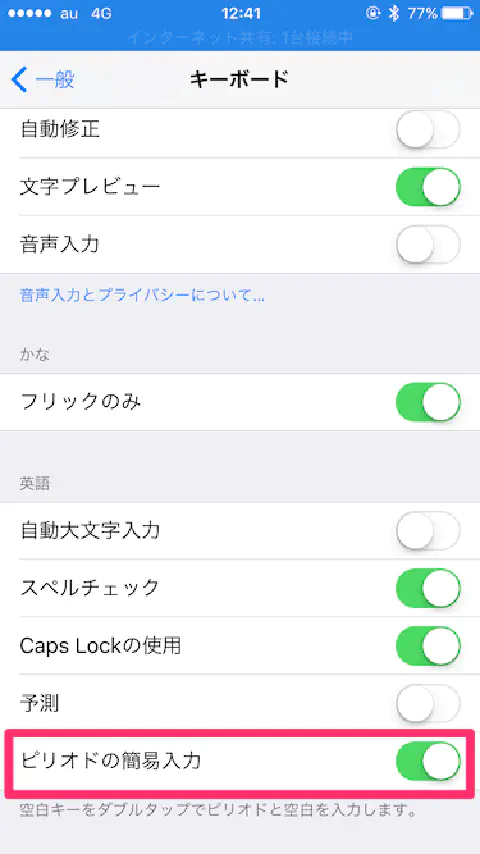 au 4G 12:41 77%
インターネット共有: 1台接続中
一般 キーボード
自動修正
文字プレビュー
音声入力
音声入力とプライバシーについて...
かな
フリックのみ
英語
自動大文字入力
スペルチェック
Caps Lockの使用
予測
ピリオドの簡易入力
空白キーをダブルタップでピリオドと空白を入力します。